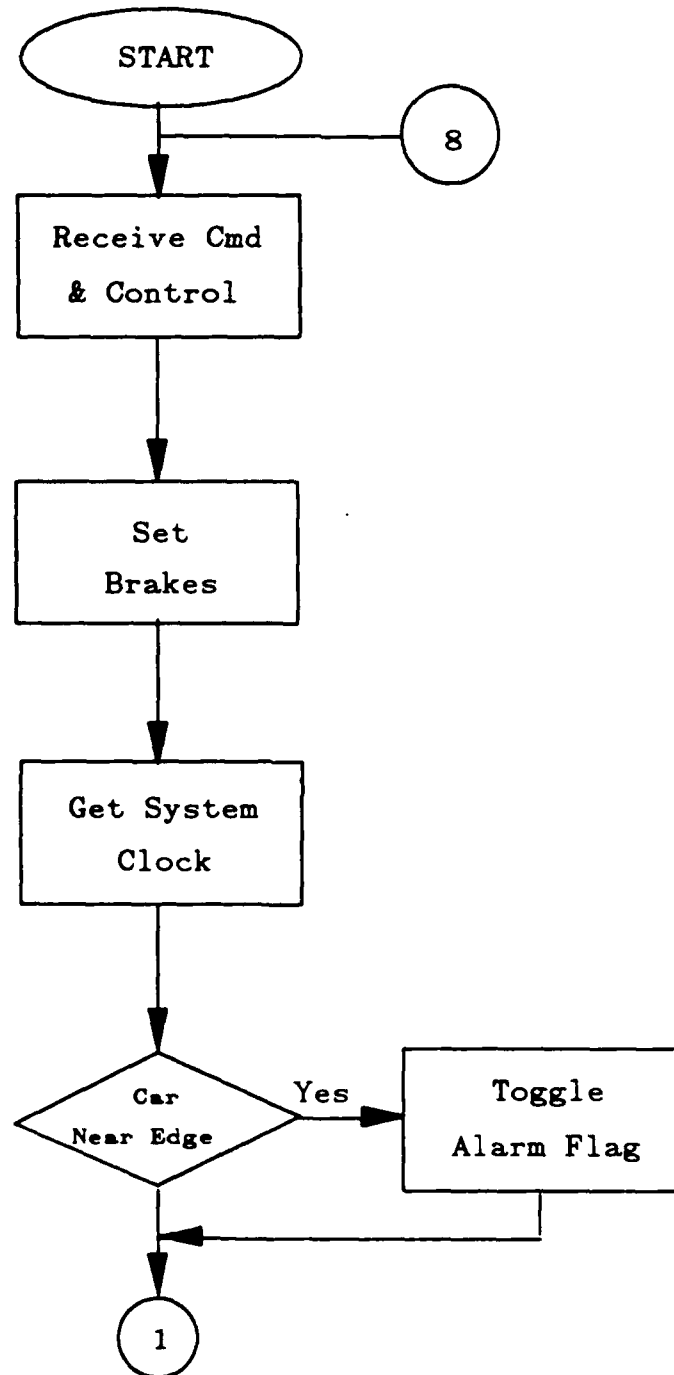 START
8
Receive Cmd
& Control
Set
Brakes
Get System
Clock
Car
Near Edge
Yes
Toggle
Alarm Flag
1